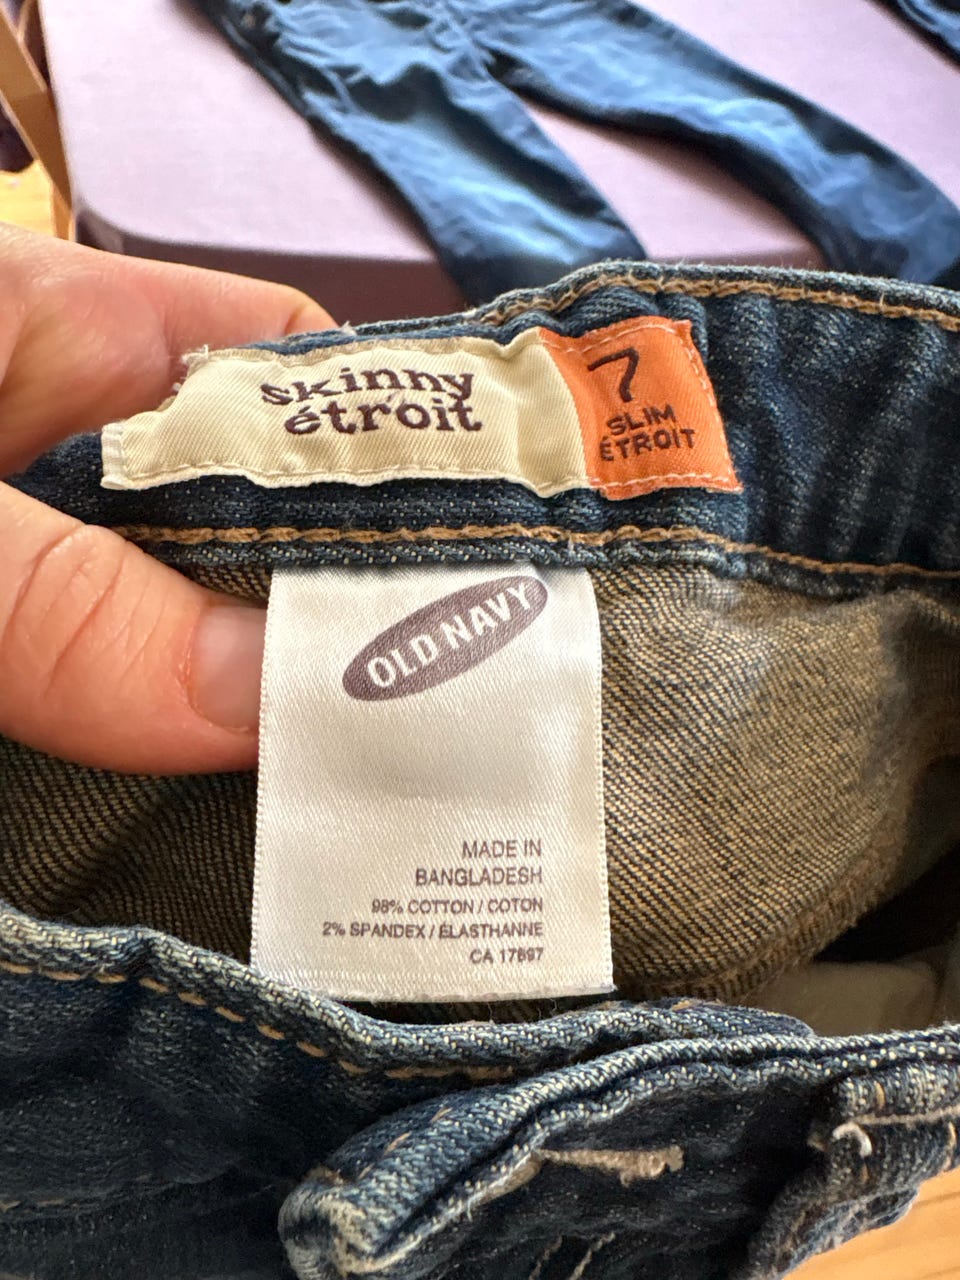 skinny
étroit
7
SLIM
ÉTROIT
OLD NAVY
MADE IN
BANGLADESH
98% COTTON / COTON
2% SPANDEX / ÉLASTHANNE
CA 17897